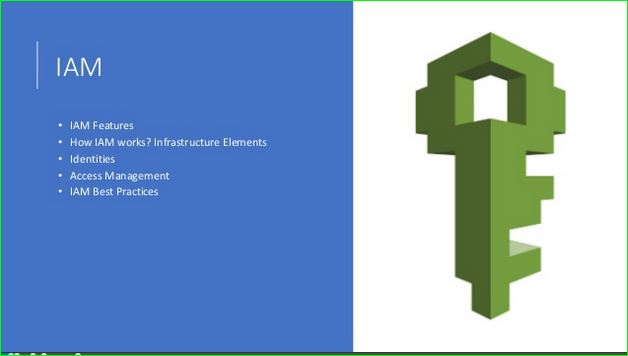 IAM
• IAM Features
• How IAM works? Infrastructure Elements
• Identities
• Access Management
• IAM Best Practices